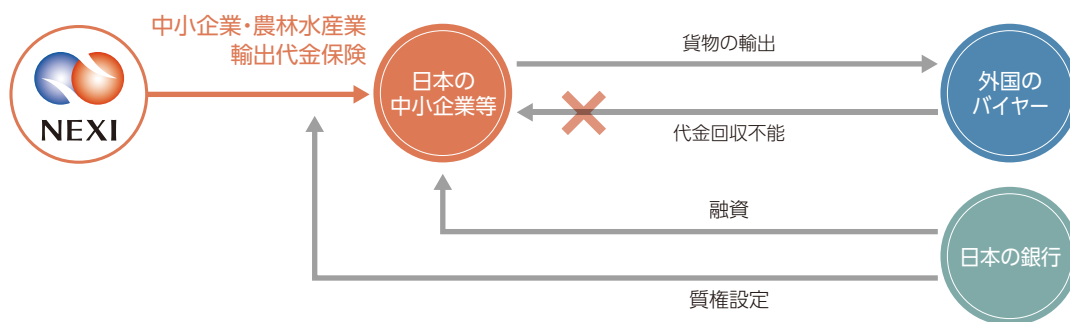 中小企業・農林水産業
輸出代金保険
NEXI
日本の
中小企業等
貨物の輸出
代金回収不能
外国の
バイヤー
融資
日本の銀行
質権設定